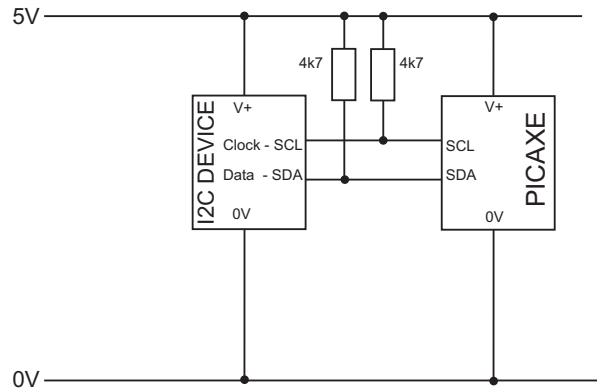 5V
4k7
4k7
V+
V+
I2C DEVICE
Clock - SCL
SCL
PICAXE
Data - SDA
SDA
0V
0V
0V